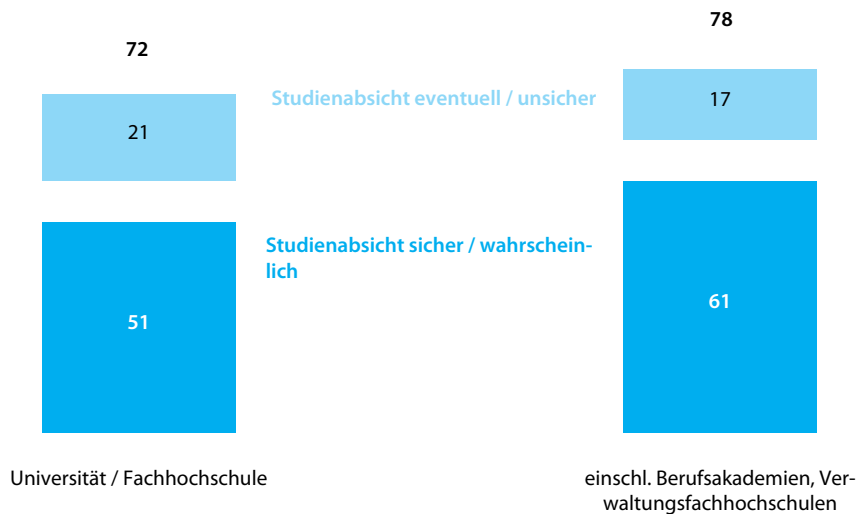 78
72
Studienabsicht eventuell / unsicher
17
21
Studienabsicht sicher / wahrschein-
lich
61
51
Universität / Fachhochschule
einschl. Berufsakademien, Ver-
waltungsfachhochschulen